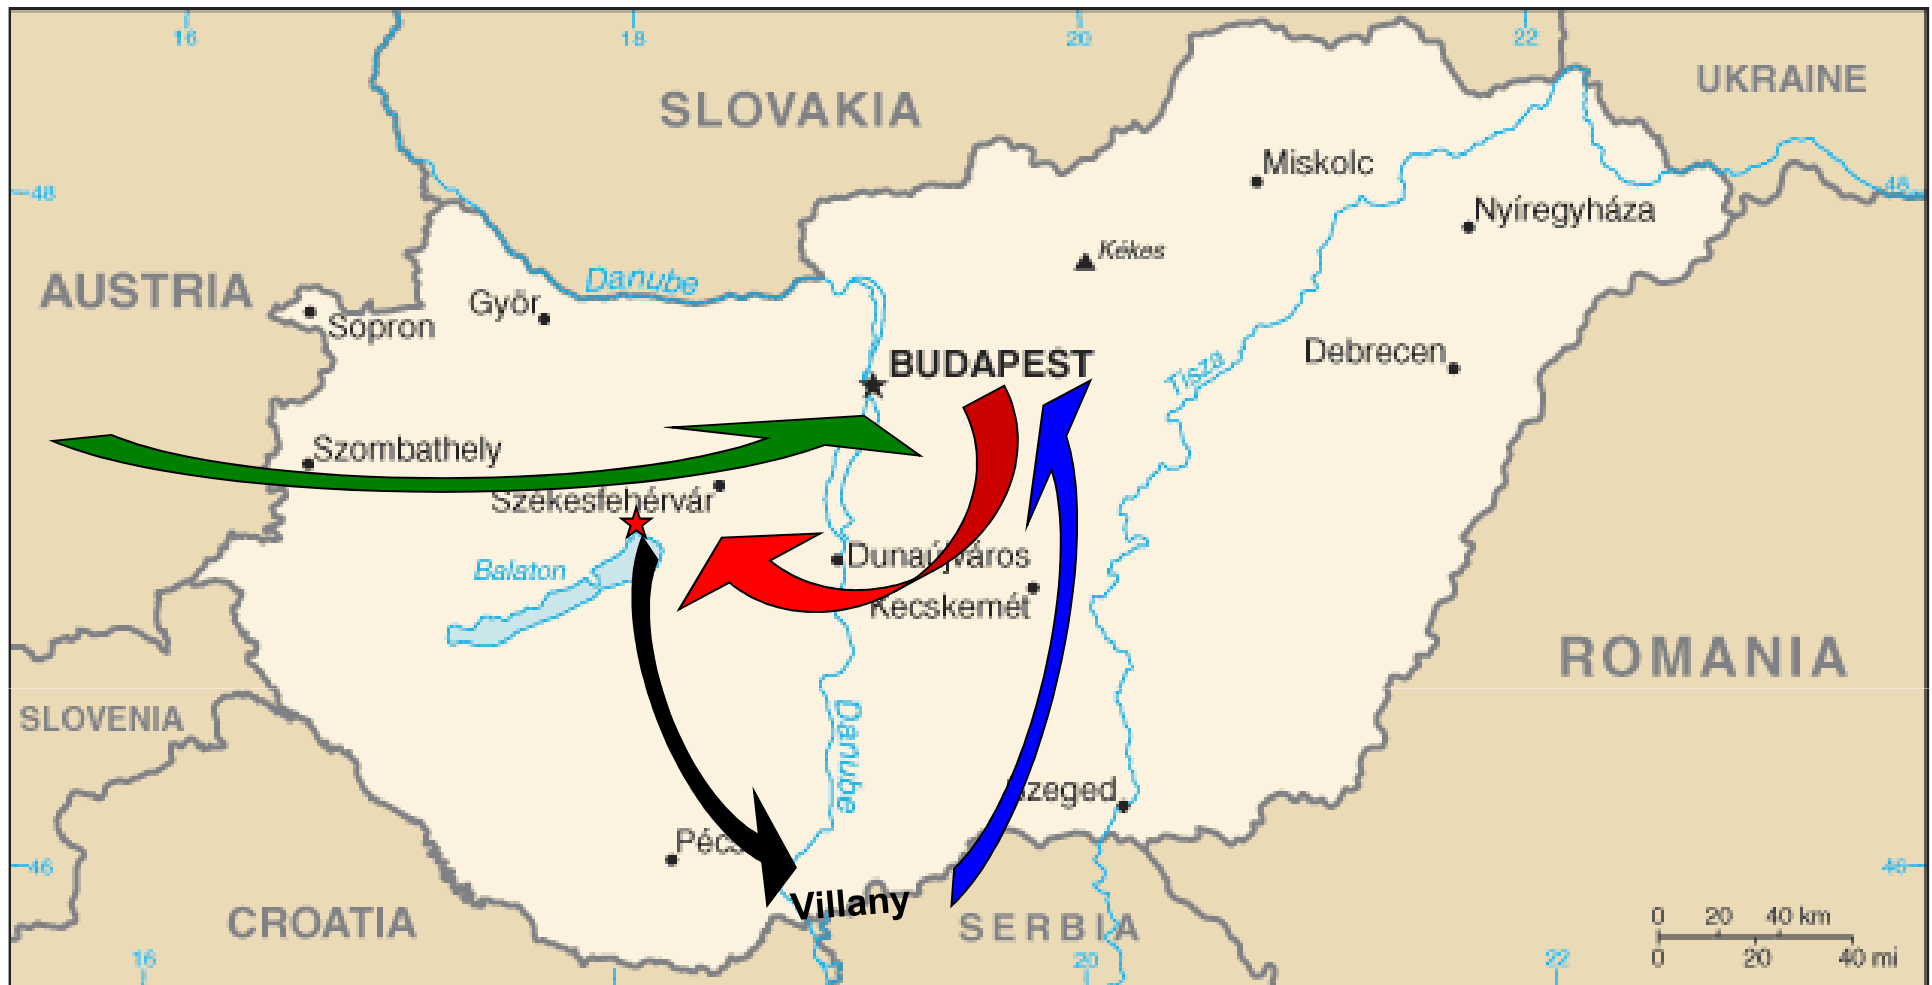 16
18
20
22
SLOVAKIA
UKRAINE
Miskolc
48
48
Nyíregyháza
Kékes
AUSTRIA
Danube
Györ
Sopron
BUDAPEST
Debrecen
Tisza
Szombathely
Székesfehérvár
Dunaújváros
Balaton
Kecskemét
ROMANIA
SLOVENIA
Danube
Szeged
Pécs
46
46
Villany
CROATIA
SERBIA
0 20 40 km
0 20 40 mi
16
20
22